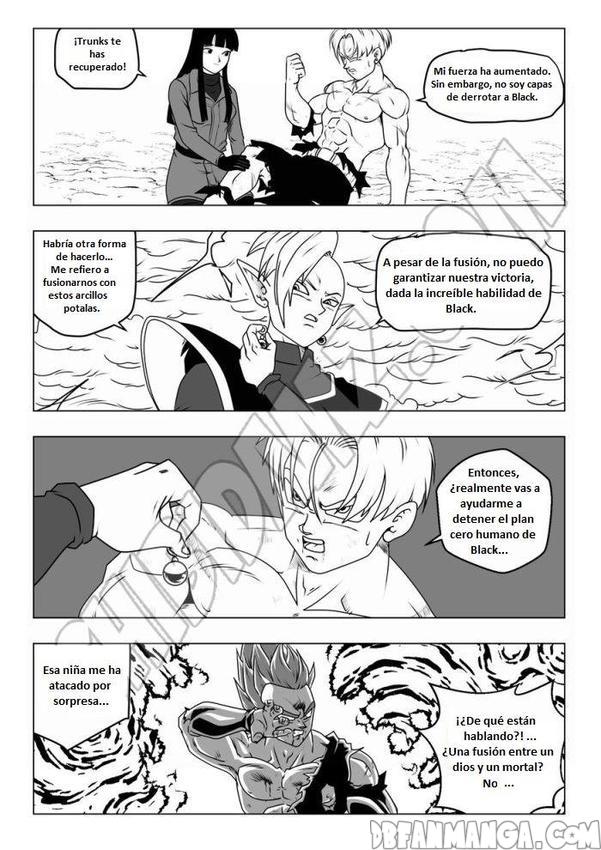 ¡Trunks te
has
recuperado!
Mi fuerza ha aumentado.
Sin embargo, no soy capas
de derrotar a Black.
Habría otra forma
de hacerlo...
Me refiero a
fusionarnos con
estos arcillos
potalas.
A pesar de la fusión, no puedo
garantizar nuestra victoria,
dada la increíble habilidad de
Black.
Entonces,
¿realmente vas a
ayudarme a
detener el plan
cero humano de
Black...
Esa niña me ha
atacado por
sorpresa...
¡¿De qué están
hablando?! ...
¿Una fusión entre un
dios y un mortal?
No ...
DBFANMANGA.COM